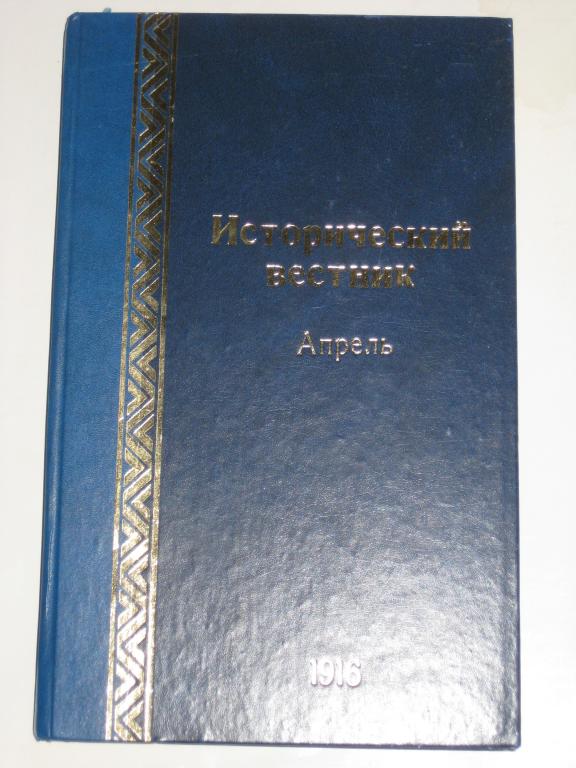 Исторический
вестник
Апрель
1916